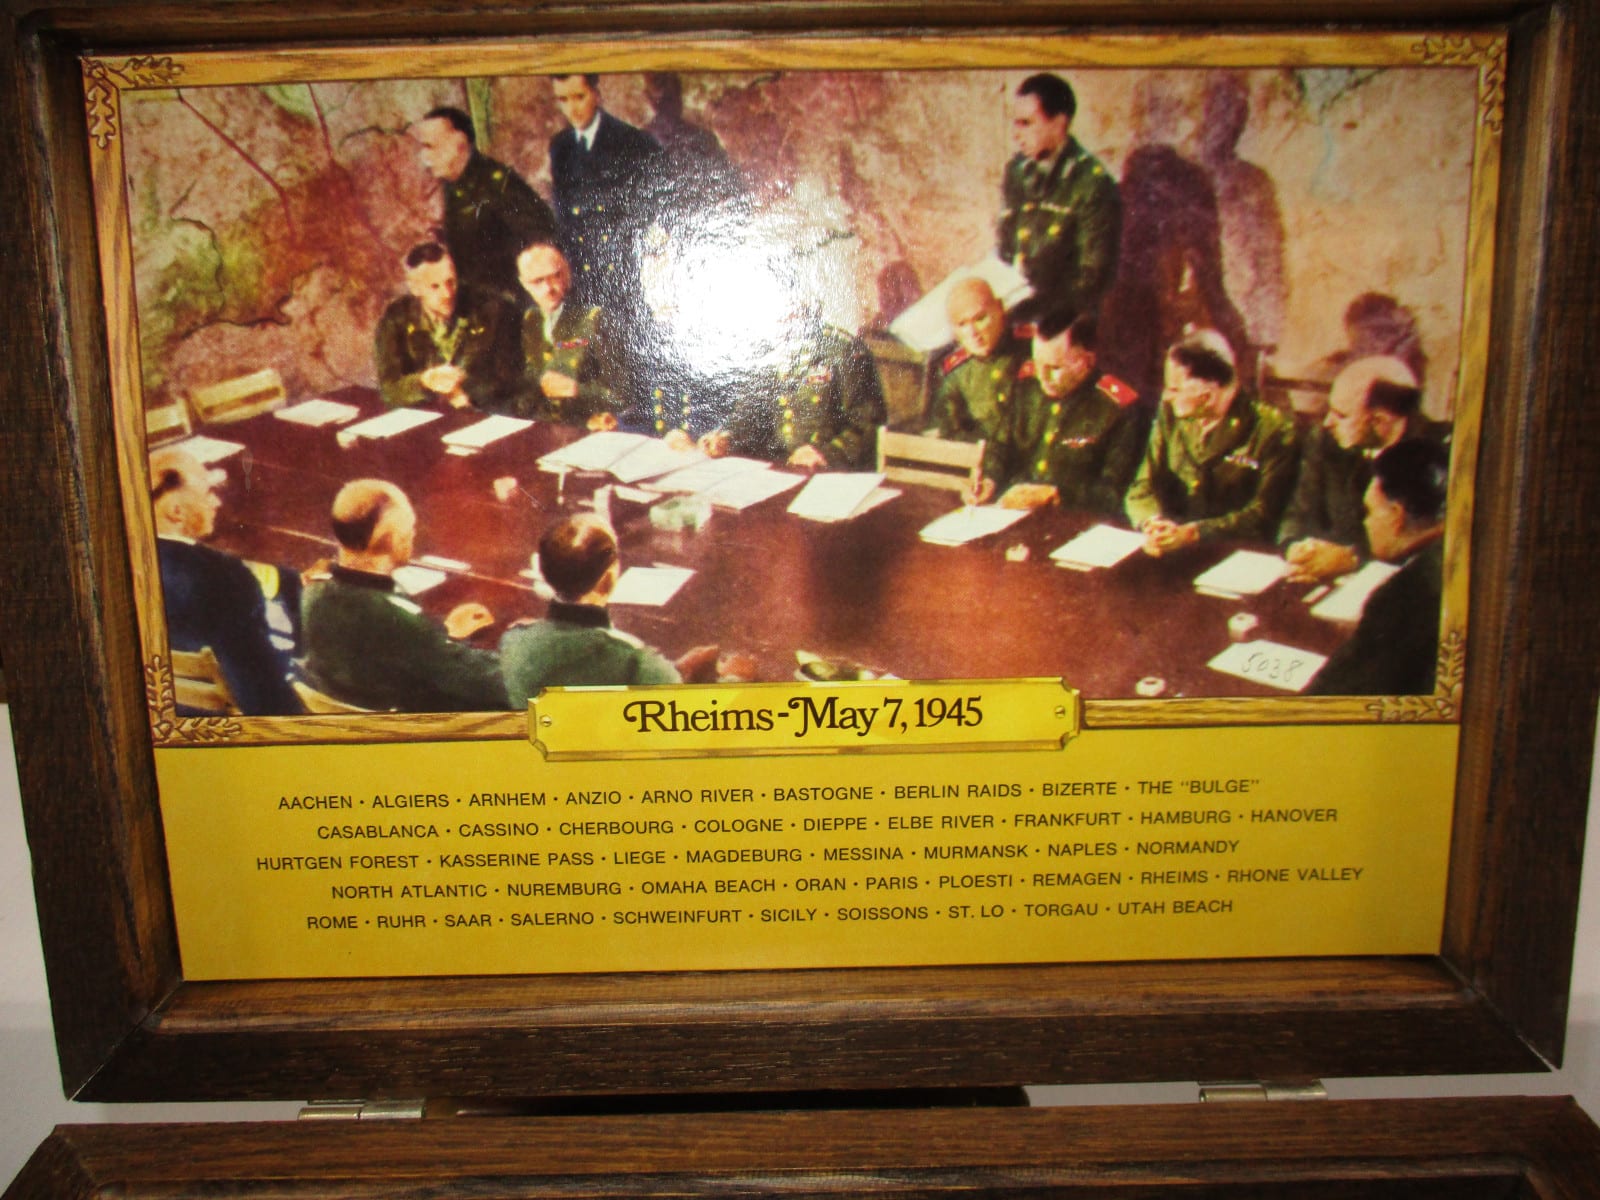 5038
Rheims-May 7, 1945
AACHEN · ALGIERS · ARNHEM · ANZIO · ARNO RIVER · BASTOGNE · BERLIN RAIDS · BIZERTE · THE "BULGE"
CASABLANCA · CASSINO · CHERBOURG · COLOGNE · DIEPPE · ELBE RIVER · FRANKFURT · HAMBURG · HANOVER
HURTGEN FOREST · KASSERINE PASS · LIEGE · MAGDEBURG · MESSINA · MURMANSK · NAPLES · NORMANDY
NORTH ATLANTIC · NUREMBURG · OMAHA BEACH · ORAN · PARIS · PLOESTI · REMAGEN · RHEIMS · RHONE VALLEY
ROME · RUHR · SAAR · SALERNO · SCHWEINFURT · SICILY · SOISSONS · ST. LO · TORGAU · UTAH BEACH